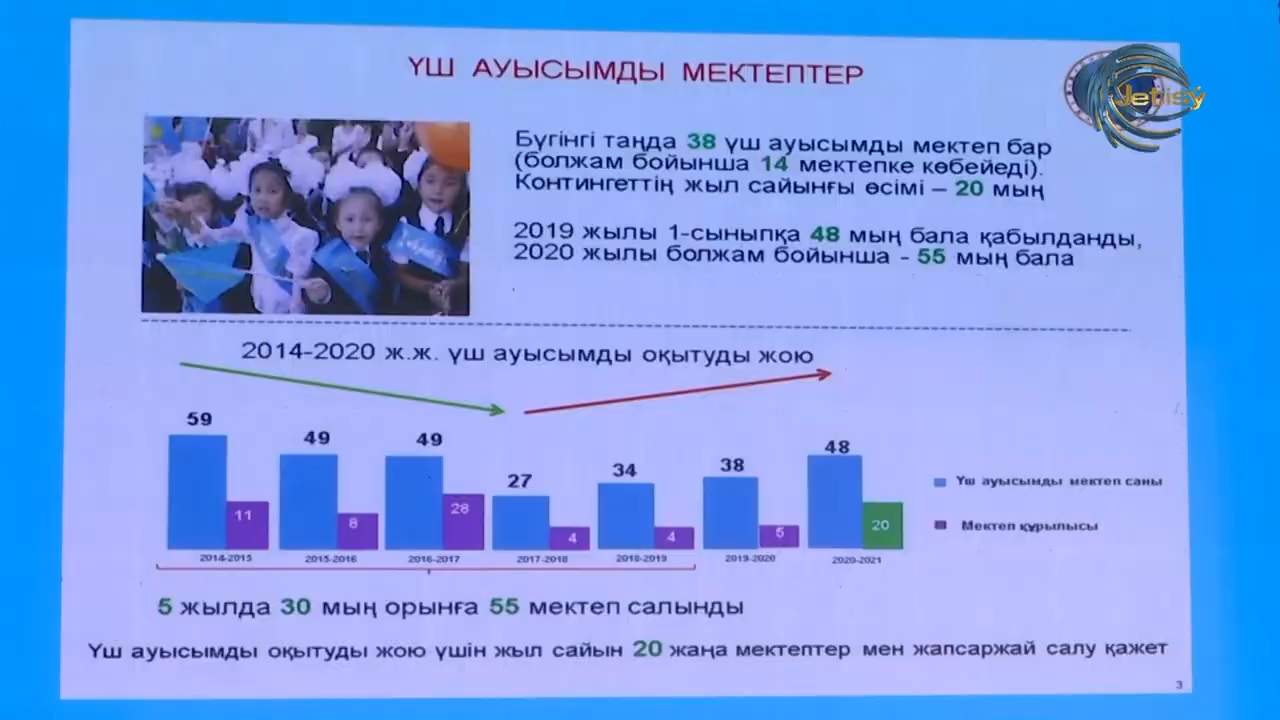 ҮШ АУЫСЫМДЫ МЕКТЕПТЕР
Jetisý
Бүгінгі таңда 38 үш ауысымды мектеп бар
(болжам бойынша 14 мектепке көбейеді).
Контингеттің жыл сайынғы өсімі – 20 мың
2019 жылы 1-сыныпқа 48 мың бала қабылданды,
2020 жылы болжам бойынша - 55 мың бала
2014-2020 ж.ж. үш ауысымды оқытуды жою
59 49 49 27 34 38 48
11 8 28 4 4 5 20
2014-2015 2015-2016 2016-2017 2017-2018 2018-2019 2019-2020 2020-2021
Үш ауысымды мектеп саны
Мектеп құрылысы
5 жылда 30 мың орынға 55 мектеп салынды
Үш ауысымды оқытуды жою үшін жыл сайын 20 жаңа мектептер мен жапсаржай салу қажет
3